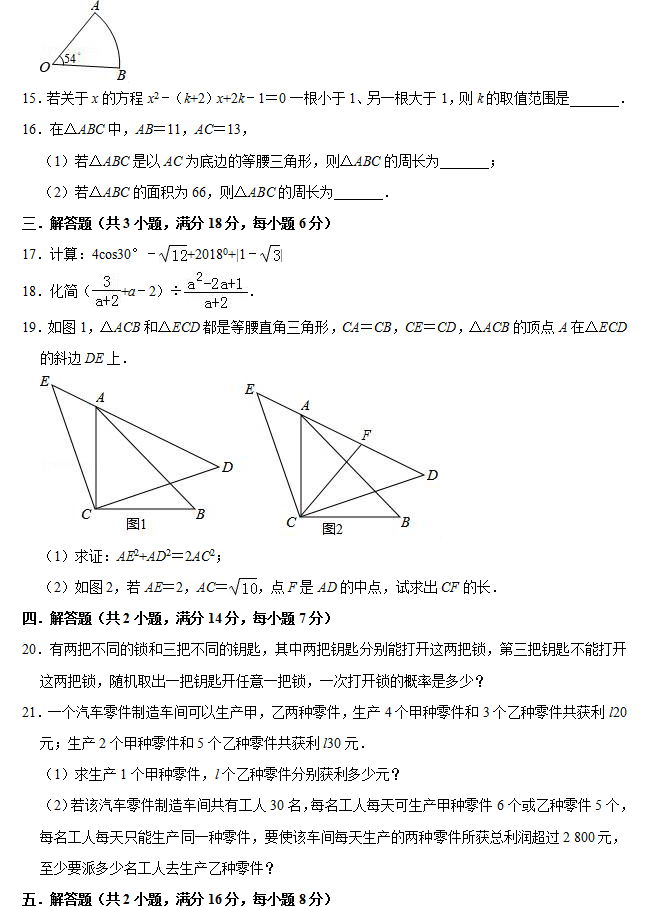 A
O 54° B
15．若关于 x 的方程 x²－（k+2）x+2k－1＝0 一根小于 1、另一根大于 1，则 k 的取值范围是_______．
16．在△ABC 中，AB＝11，AC＝13，
（1）若△ABC 是以 AC 为底边的等腰三角形，则△ABC 的周长为_______；
（2）若△ABC 的面积为 66，则△ABC 的周长为_______．
三．解答题（共 3 小题，满分 18 分，每小题 6 分）
17．计算：4cos30°－√12+2018⁰+|1－√3|
18．化简（3/(a+2)+a－2）÷(a²-2a+1)/(a+2)．
19．如图 1，△ACB 和△ECD 都是等腰直角三角形，CA＝CB，CE＝CD，△ACB 的顶点 A 在△ECD
的斜边 DE 上．
E A D C B 图1
E A F D C B 图2
（1）求证：AE²+AD²＝2AC²；
（2）如图 2，若 AE＝2，AC＝√10，点 F 是 AD 的中点，试求出 CF 的长．
四．解答题（共 2 小题，满分 14 分，每小题 7 分）
20．有两把不同的锁和三把不同的钥匙，其中两把钥匙分别能打开这两把锁，第三把钥匙不能打开
这两把锁，随机取出一把钥匙开任意一把锁，一次打开锁的概率是多少？
21．一个汽车零件制造车间可以生产甲，乙两种零件，生产 4 个甲种零件和 3 个乙种零件共获利 l20
元；生产 2 个甲种零件和 5 个乙种零件共获利 l30 元．
（1）求生产 1 个甲种零件，l 个乙种零件分别获利多少元？
（2）若该汽车零件制造车间共有工人 30 名，每名工人每天可生产甲种零件 6 个或乙种零件 5 个，
每名工人每天只能生产同一种零件，要使该车间每天生产的两种零件所获总利润超过 2 800 元，
至少要派多少名工人去生产乙种零件？
五．解答题（共 2 小题，满分 16 分，每小题 8 分）